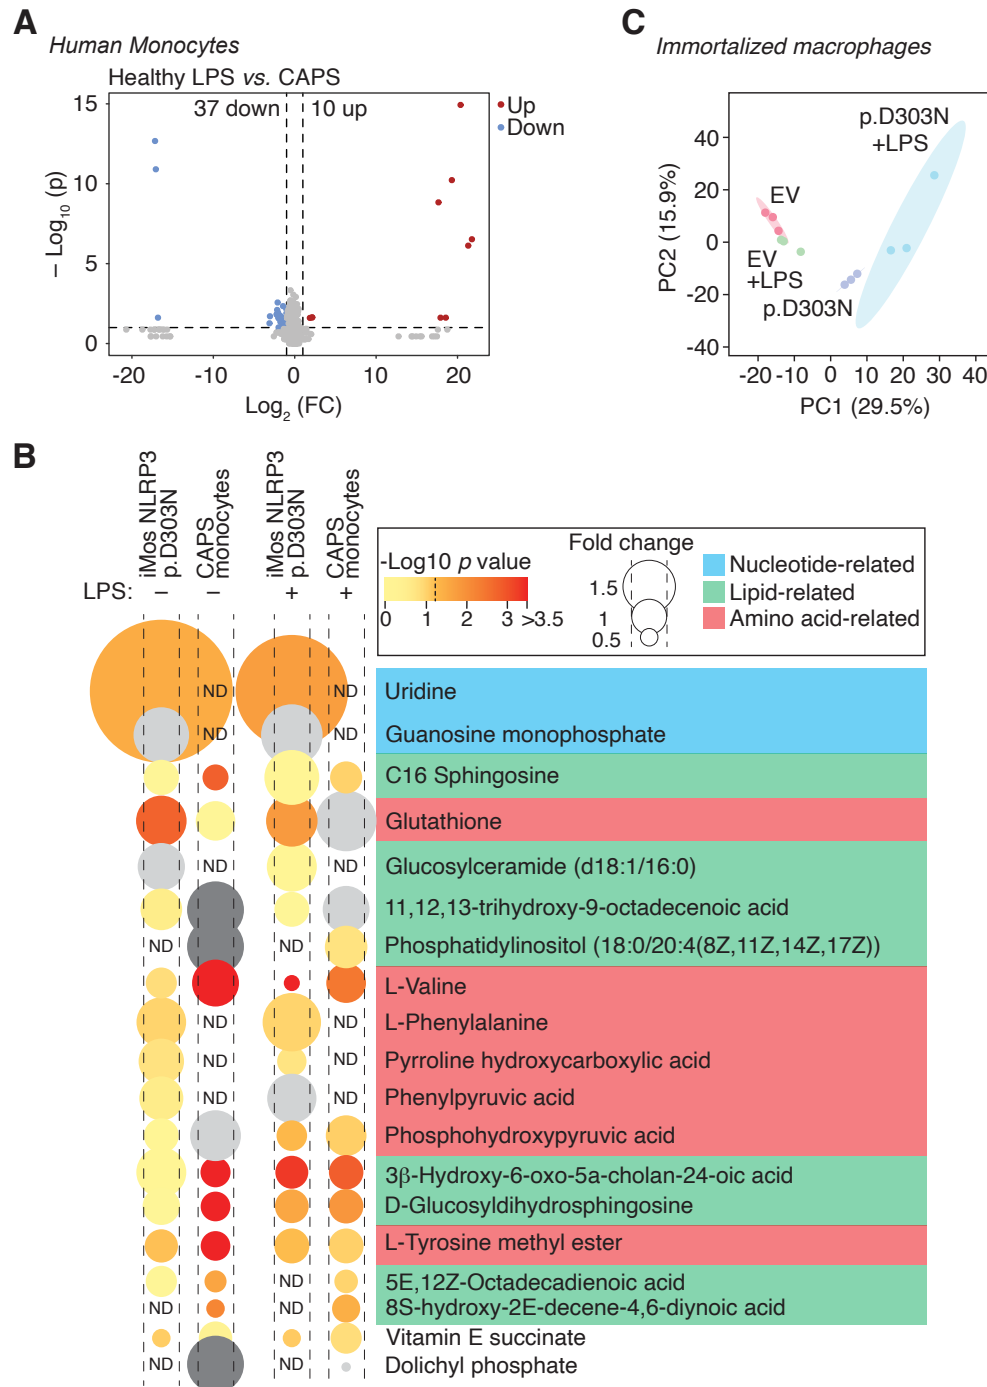 A
Human Monocytes
Healthy LPS vs. CAPS
37 down
10 up
Up
Down
15
10
5
0
− Log10 (p)
-20
-10
0
10
20
Log2 (FC)
C
Immortalized macrophages
p.D303N
+LPS
EV
EV
+LPS
p.D303N
40
20
0
-20
-40
PC2 (15.9%)
-20
-10
0
10
20
30
40
PC1 (29.5%)
B
iMos NLRP3
p.D303N
CAPS
monocytes
iMos NLRP3
p.D303N
CAPS
monocytes
LPS: − − + +
-Log10 p value
0 1 2 3 >3.5
Fold change
1.5
1
0.5
Nucleotide-related
Lipid-related
Amino acid-related
ND ND Uridine
ND ND Guanosine monophosphate
C16 Sphingosine
Glutathione
ND ND Glucosylceramide (d18:1/16:0)
11,12,13-trihydroxy-9-octadecenoic acid
ND ND Phosphatidylinositol (18:0/20:4(8Z,11Z,14Z,17Z))
L-Valine
ND ND L-Phenylalanine
ND ND Pyrroline hydroxycarboxylic acid
ND ND Phenylpyruvic acid
Phosphohydroxypyruvic acid
3β-Hydroxy-6-oxo-5a-cholan-24-oic acid
D-Glucosyldihydrosphingosine
L-Tyrosine methyl ester
ND 5E,12Z-Octadecadienoic acid
ND ND 8S-hydroxy-2E-decene-4,6-diynoic acid
Vitamin E succinate
ND ND Dolichyl phosphate